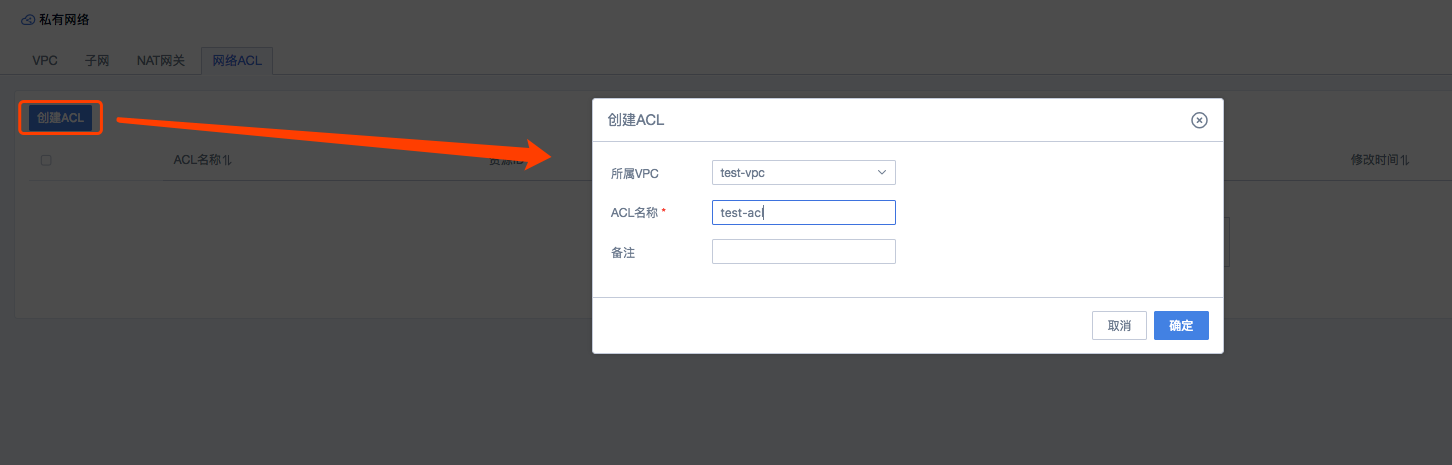 私有网络
VPC 子网 NAT网关 网络ACL
创建ACL
创建ACL
ACL名称 修改时间
所属VPC test-vpc
ACL名称 * test-acl
备注
取消 确定